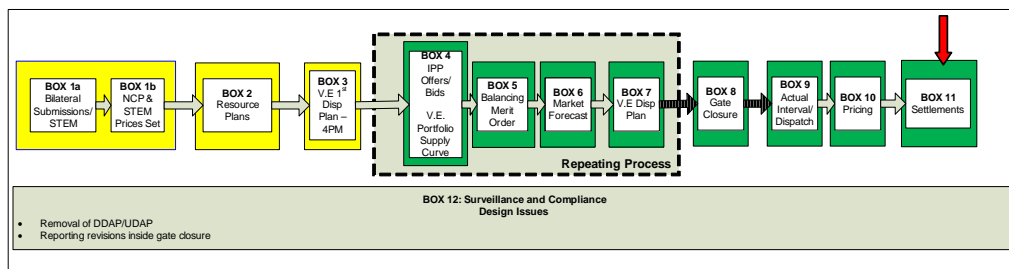 BOX 1a
Bilateral
Submissions/
STEM
BOX 1b
NCP &
STEM
Prices Set
BOX 2
Resource
Plans
BOX 3
V.E 1st
Disp
Plan –
4PM
BOX 4
IPP
Offers/
Bids
V.E.
Portfolio
Supply
Curve
BOX 5
Balancing
Merit
Order
BOX 6
Market
Forecast
BOX 7
V.E Disp
Plan
Repeating Process
BOX 8
Gate
Closure
BOX 9
Actual
Interval/
Dispatch
BOX 10
Pricing
BOX 11
Settlements
BOX 12: Surveillance and Compliance
Design Issues
• Removal of DDAP/UDAP
• Reporting revisions inside gate closure